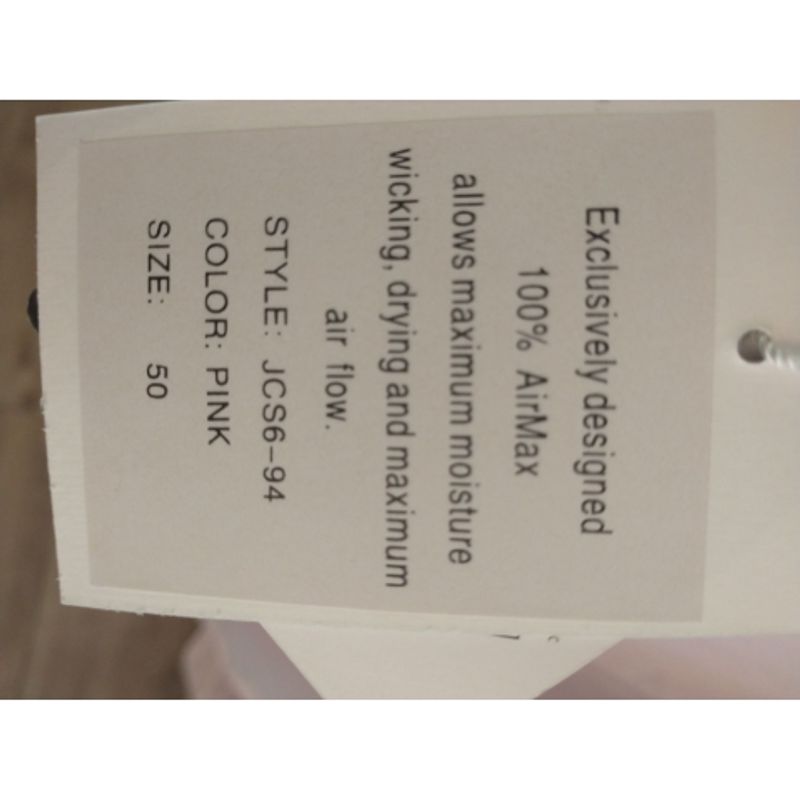 Exclusively designed
100% AirMax
allows maximum moisture
wicking, drying and maximum
air flow.
STYLE: JCS6-94
COLOR: PINK
SIZE: 50